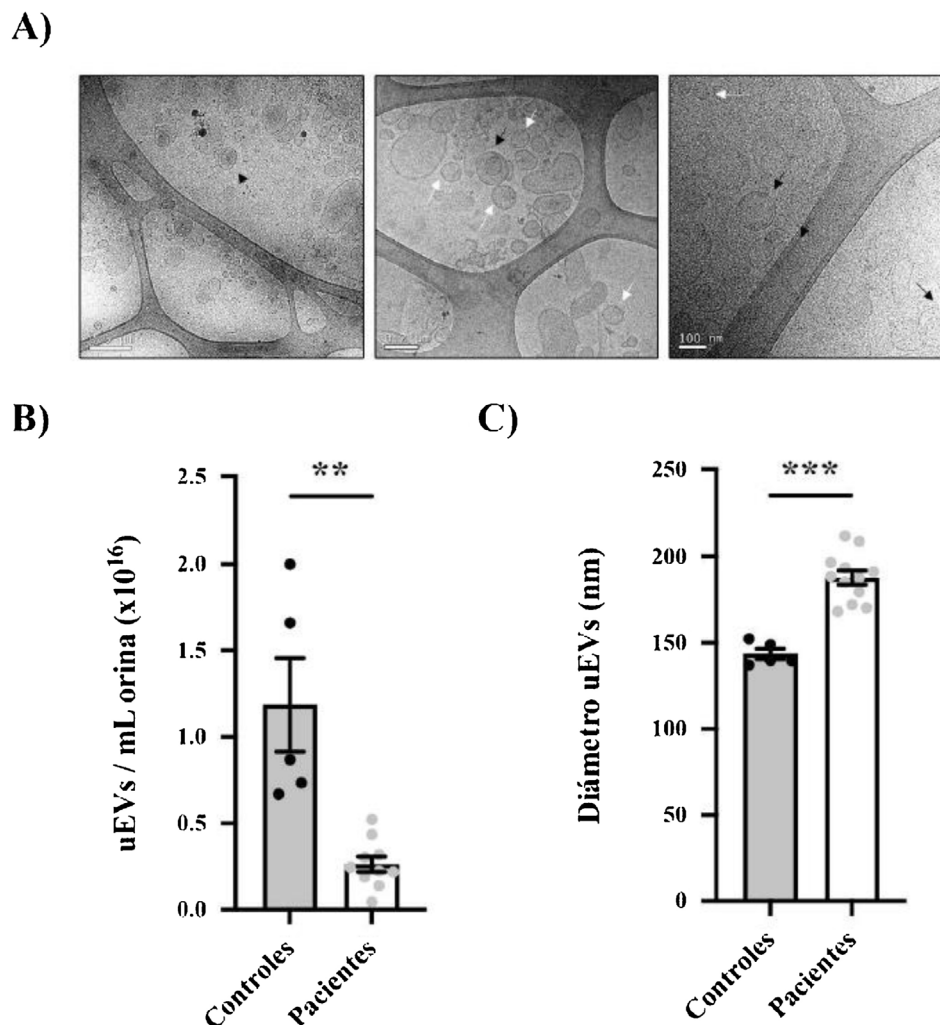 A)
100 nm
B)
C)
**
***
uEVs / mL orina (x10¹⁶)
2.5
2.0
1.5
1.0
0.5
0.0
Controles
Pacientes
Diámetro uEVs (nm)
250
200
150
100
50
0
Controles
Pacientes